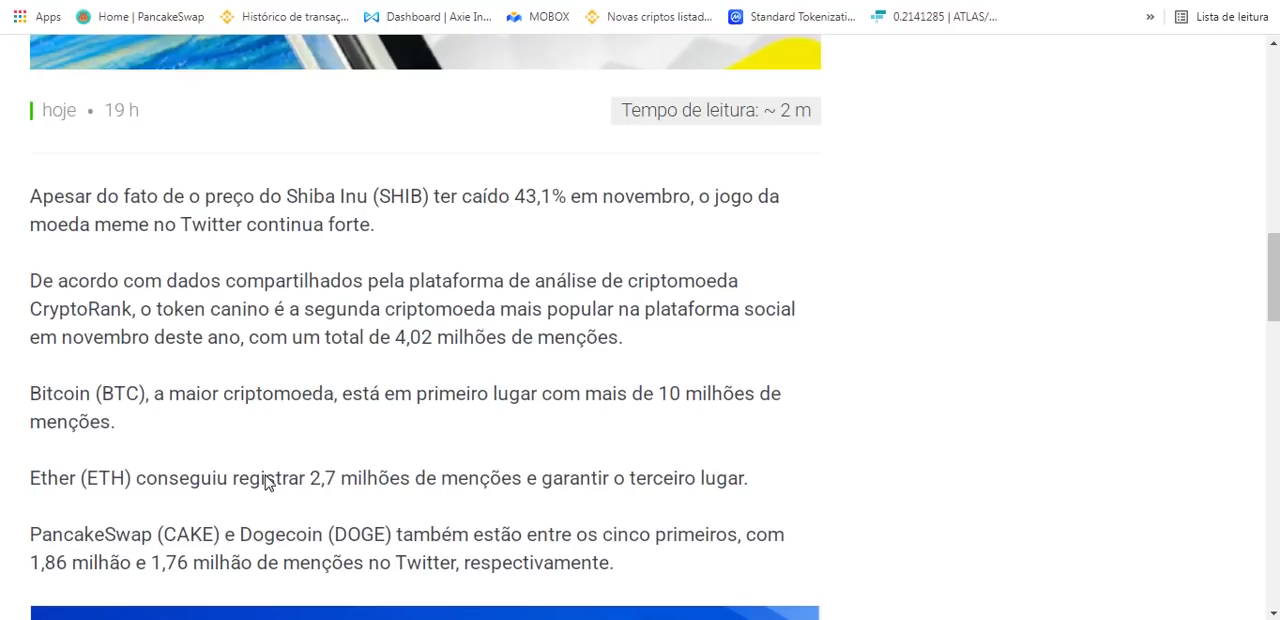 Apps Home | PancakeSwap Histórico de transaç... Dashboard | Axie In... MOBOX Novas criptos listad... Standard Tokenizati... 0.2141285 | ATLAS/... » Lista de leitura
hoje • 19 h Tempo de leitura: ~ 2 m
Apesar do fato de o preço do Shiba Inu (SHIB) ter caído 43,1% em novembro, o jogo da
moeda meme no Twitter continua forte.
De acordo com dados compartilhados pela plataforma de análise de criptomoeda
CryptoRank, o token canino é a segunda criptomoeda mais popular na plataforma social
em novembro deste ano, com um total de 4,02 milhões de menções.
Bitcoin (BTC), a maior criptomoeda, está em primeiro lugar com mais de 10 milhões de
menções.
Ether (ETH) conseguiu registrar 2,7 milhões de menções e garantir o terceiro lugar.
PancakeSwap (CAKE) e Dogecoin (DOGE) também estão entre os cinco primeiros, com
1,86 milhão e 1,76 milhão de menções no Twitter, respectivamente.